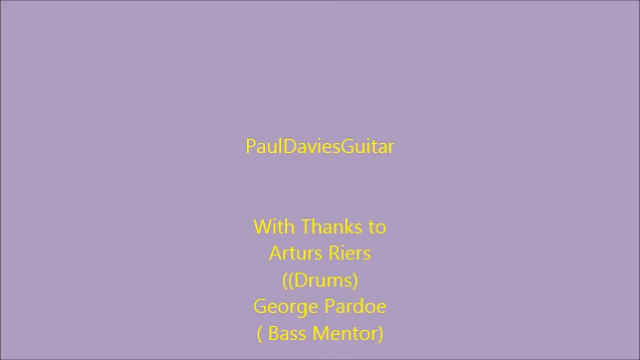 PaulDaviesGuitar
With Thanks to
Arturs Riers
((Drums)
George Pardoe
( Bass Mentor)